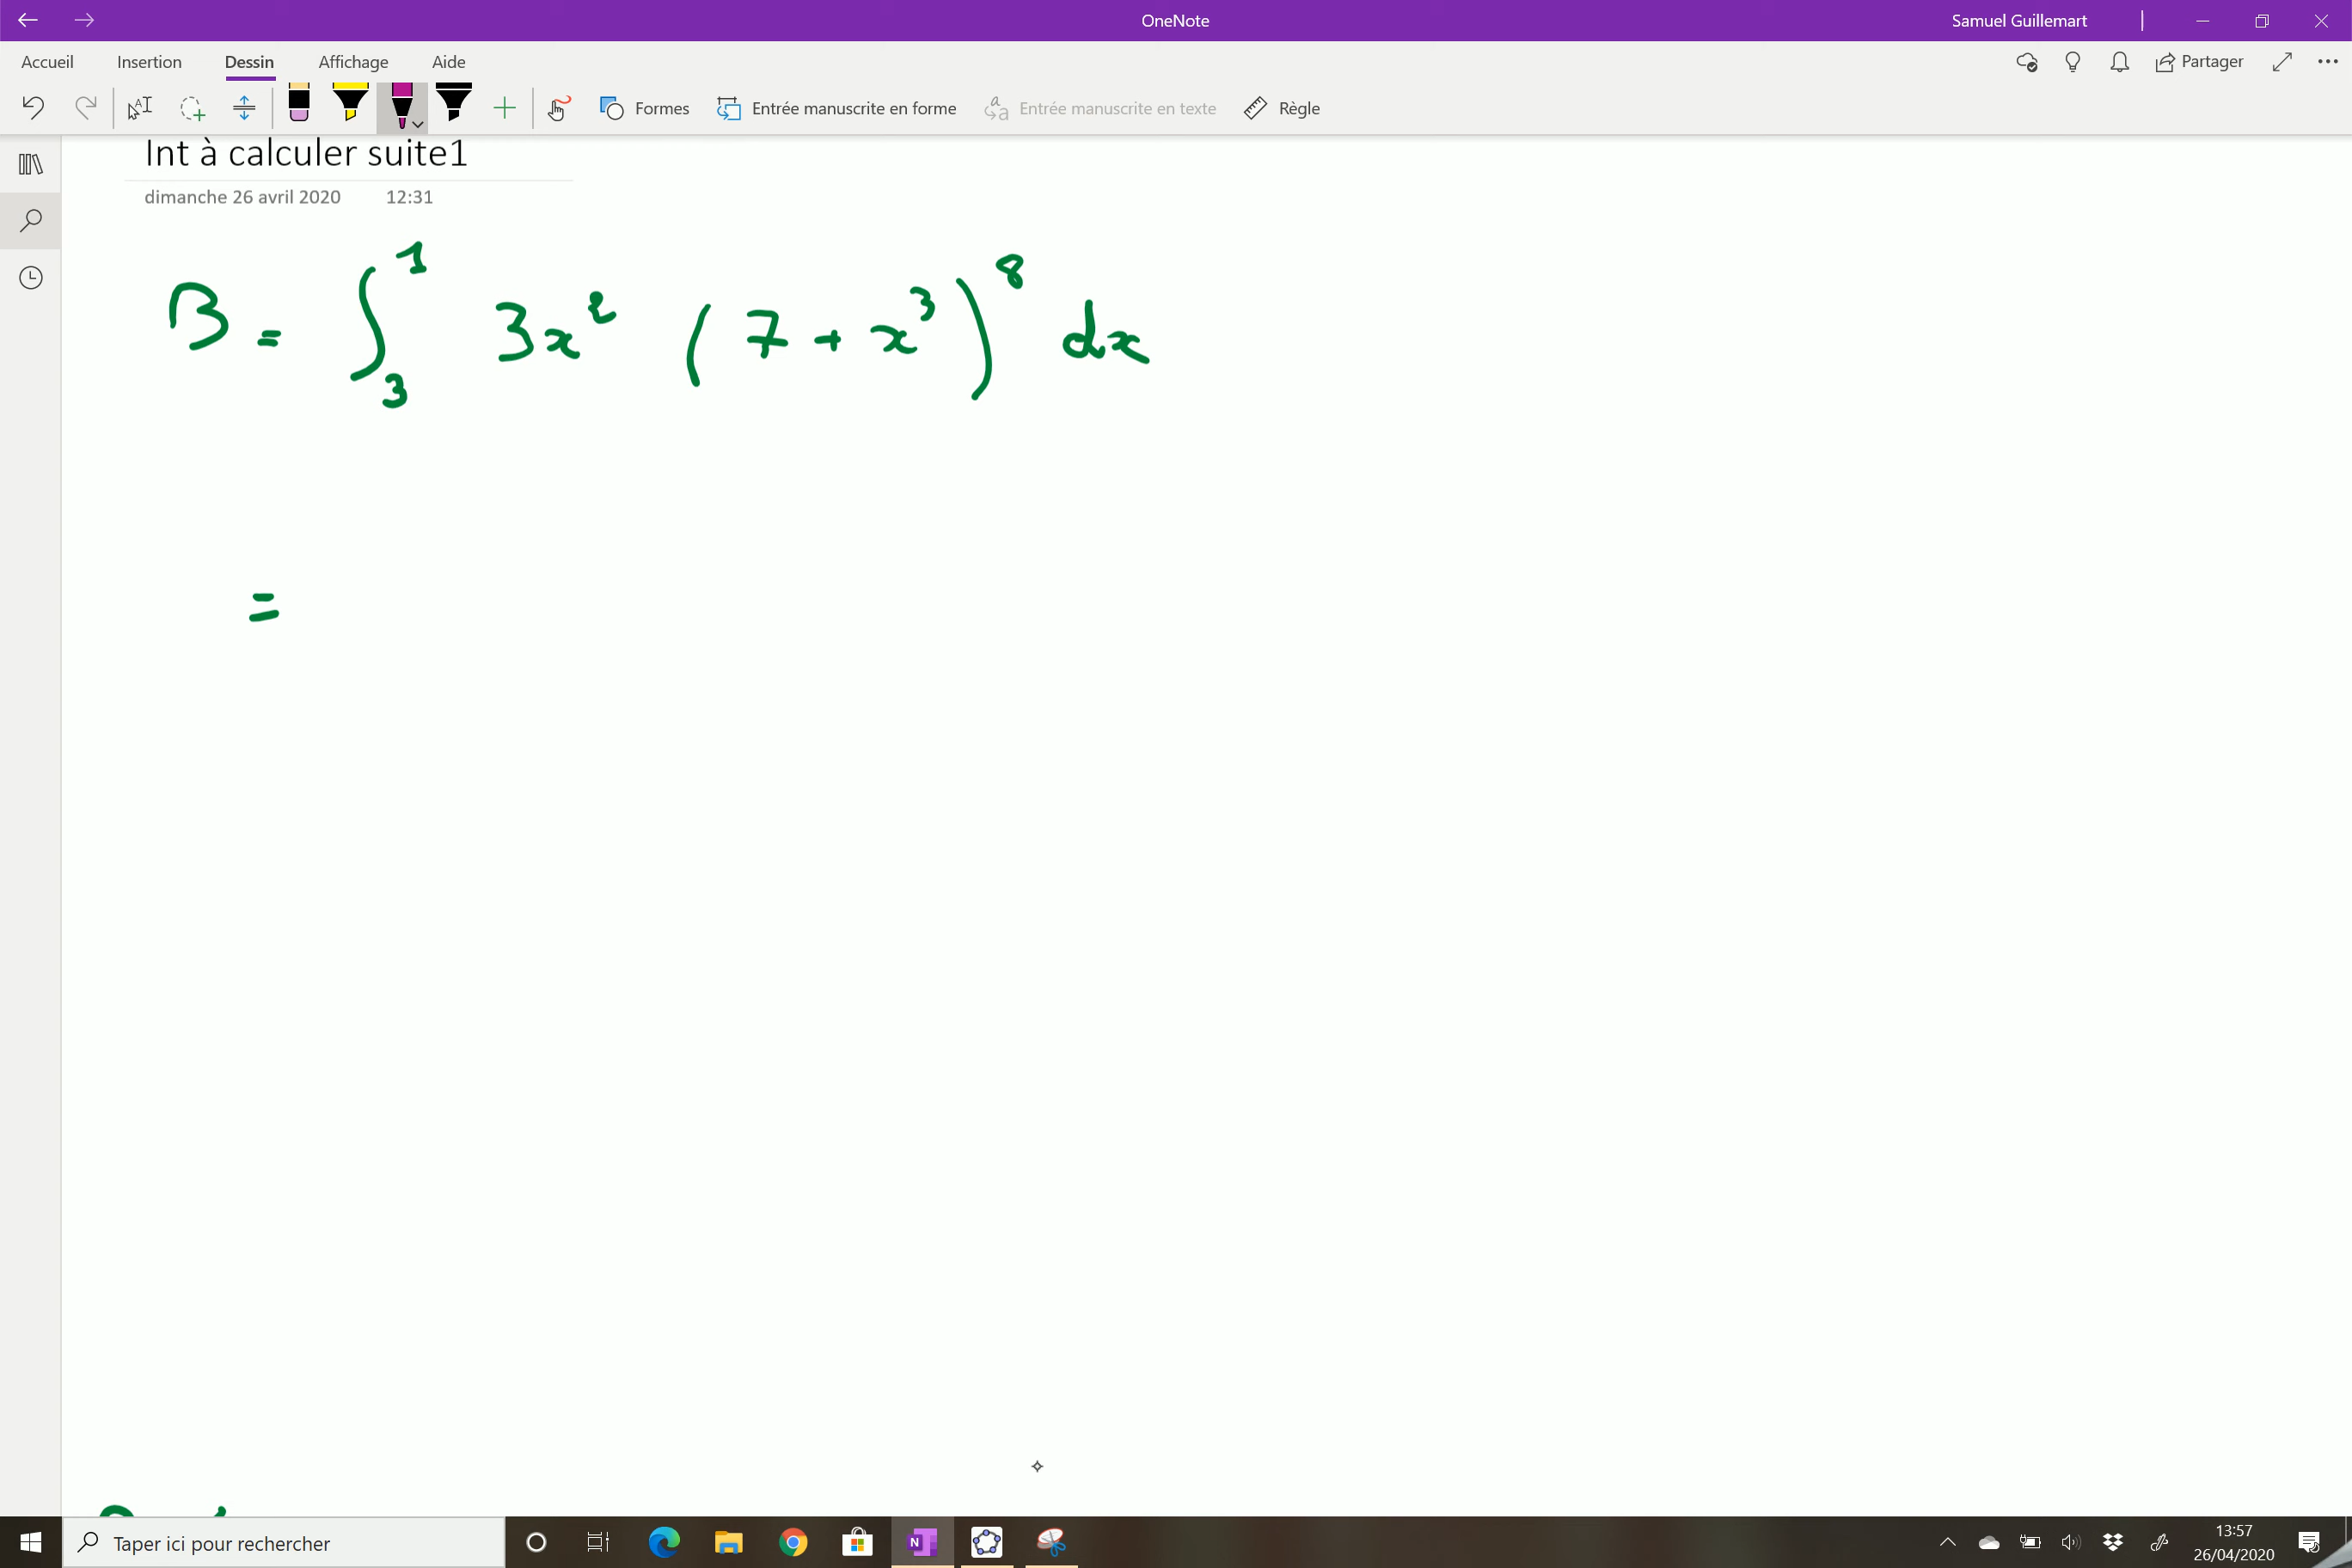 OneNote
Samuel Guillemart
Accueil Insertion Dessin Affichage Aide
Partager
Formes Entrée manuscrite en forme Entrée manuscrite en texte Règle
Int à calculer suite1
dimanche 26 avril 2020 12:31
B = ∫₃¹ 3x² (7 + x³)⁸ dx
=
Taper ici pour rechercher
13:57
26/04/2020